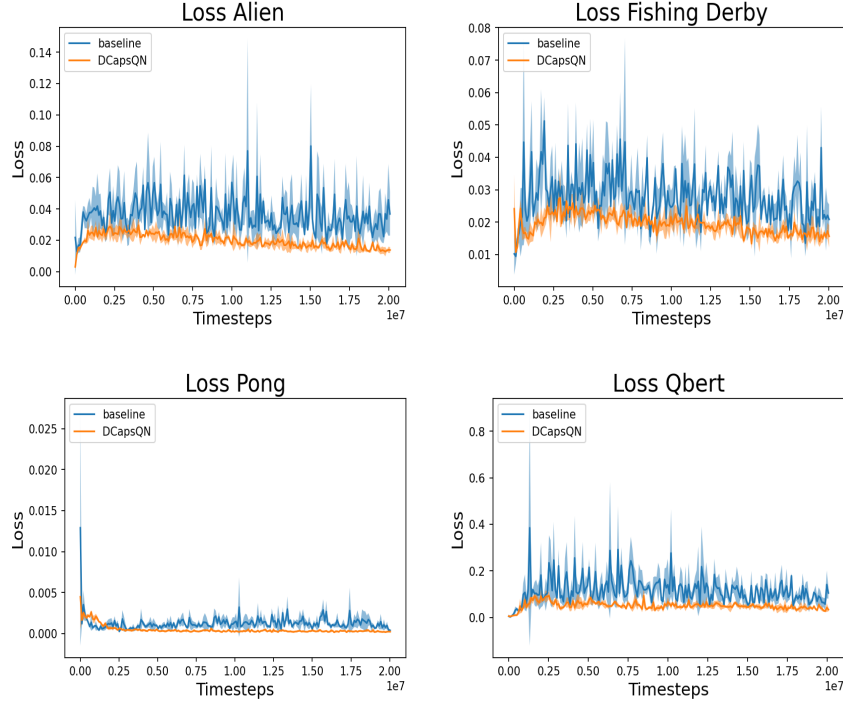 Loss Alien
baseline
DCapsQN
0.14
0.12
0.10
0.08
0.06
0.04
0.02
0.00
Loss
0.0 0.25 0.5 0.75 1.00 1.25 1.50 1.75 2.00
1e7
Timesteps
Loss Fishing Derby
baseline
DCapsQN
0.08
0.07
0.06
0.05
0.04
0.03
0.02
0.01
Loss
0.00 0.25 0.50 0.75 1.00 1.25 1.50 1.75 2.00
1e7
Timesteps
Loss Pong
baseline
DCapsQN
0.025
0.020
0.015
0.010
0.005
0.000
Loss
0.00 0.25 0.50 0.75 1.00 1.25 1.50 1.75 2.00
1e7
Timesteps
Loss Qbert
baseline
DCapsQN
0.8
0.6
0.4
0.2
0.0
Loss
0.00 0.25 0.50 0.75 1.00 1.25 1.50 1.75 2.00
1e7
Timesteps